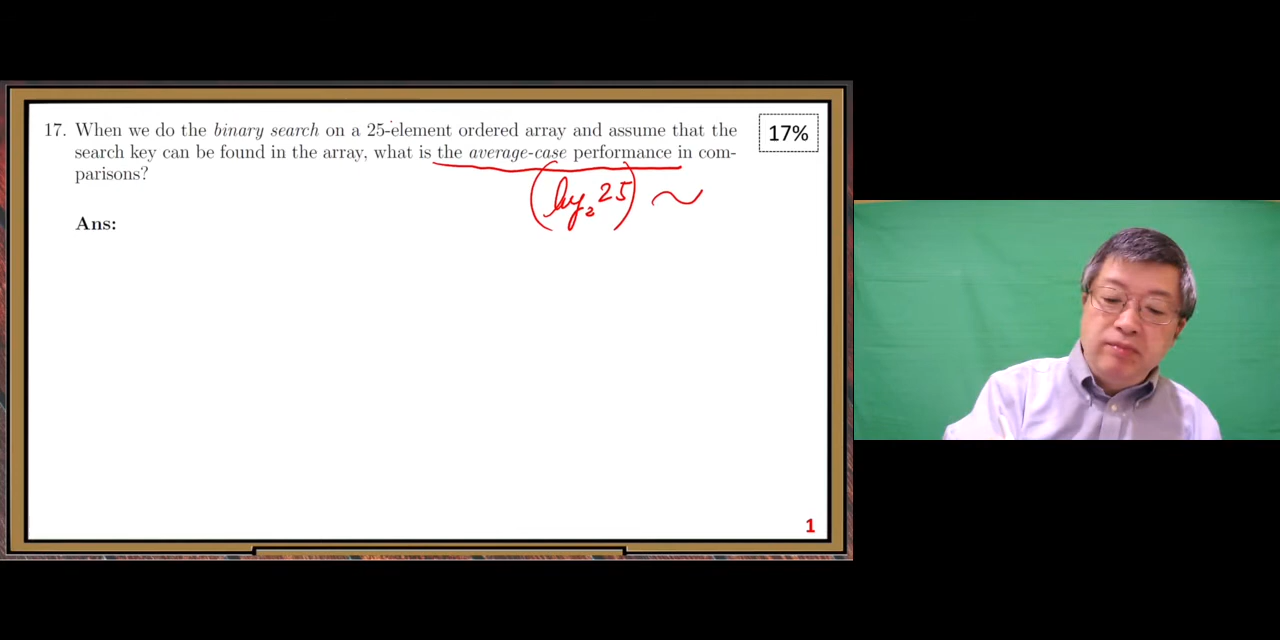 17. When we do the binary search on a 25-element ordered array and assume that the
search key can be found in the array, what is the average-case performance in com-
parisons?
17%
(log₂ 25) ~
Ans:
1